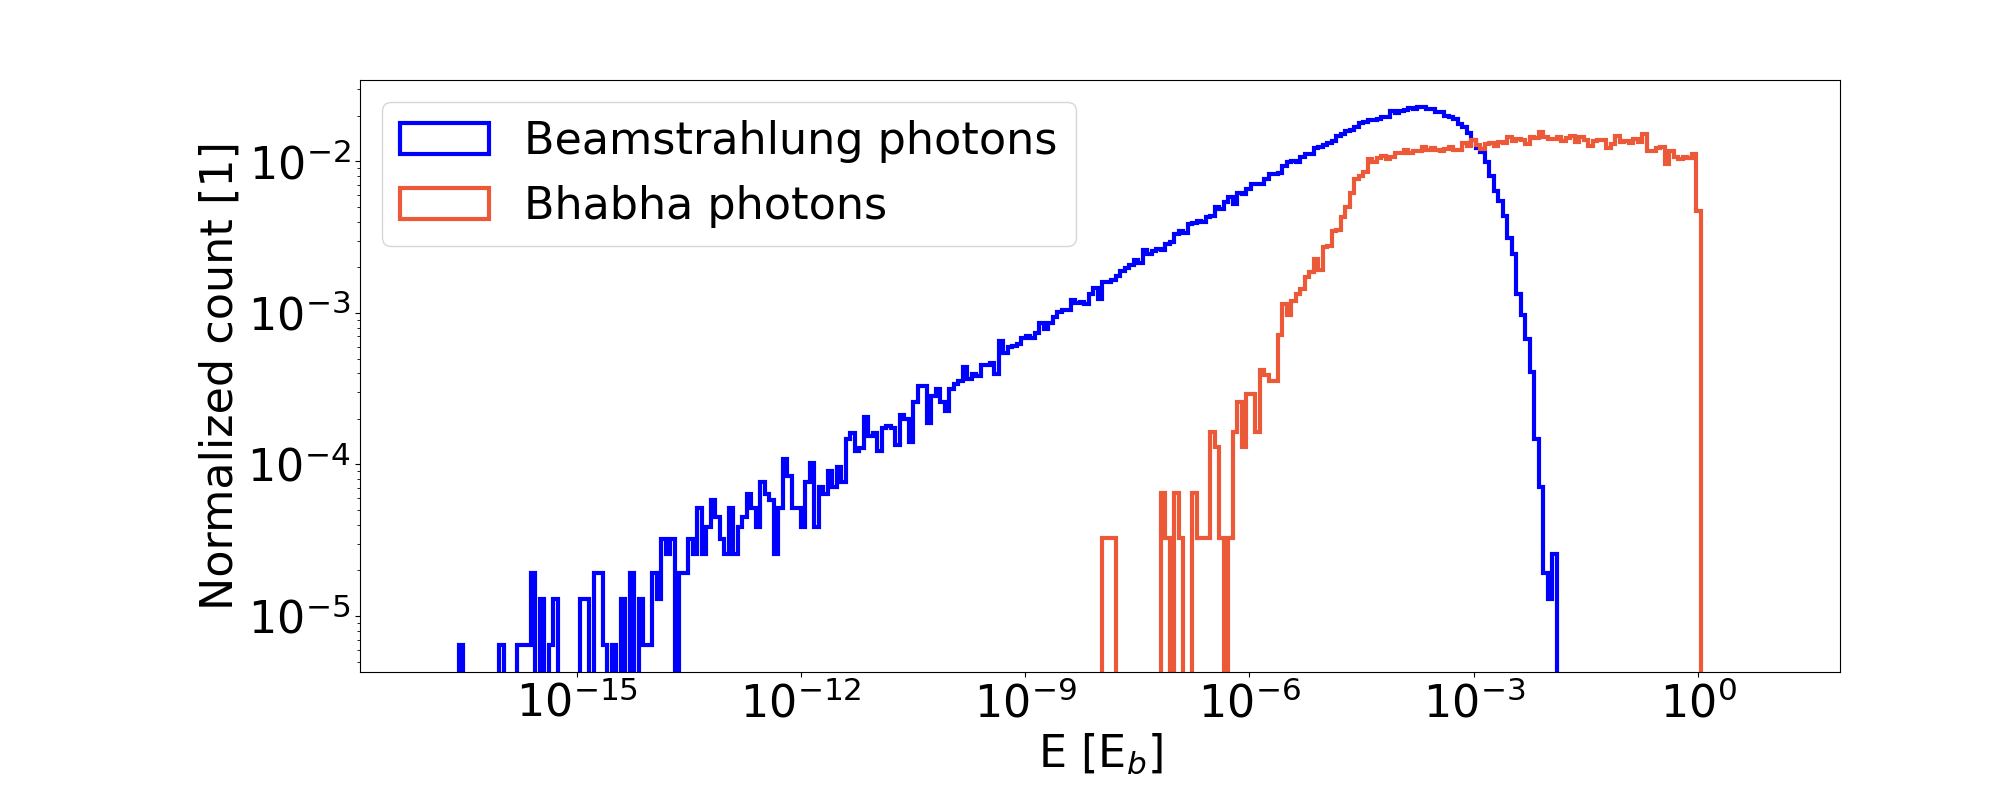 Beamstrahlung photons
Bhabha photons
Normalized count [1]
10⁻²
10⁻³
10⁻⁴
10⁻⁵
10⁻¹⁵ 10⁻¹² 10⁻⁹ 10⁻⁶ 10⁻³ 10⁰
E [E_b]